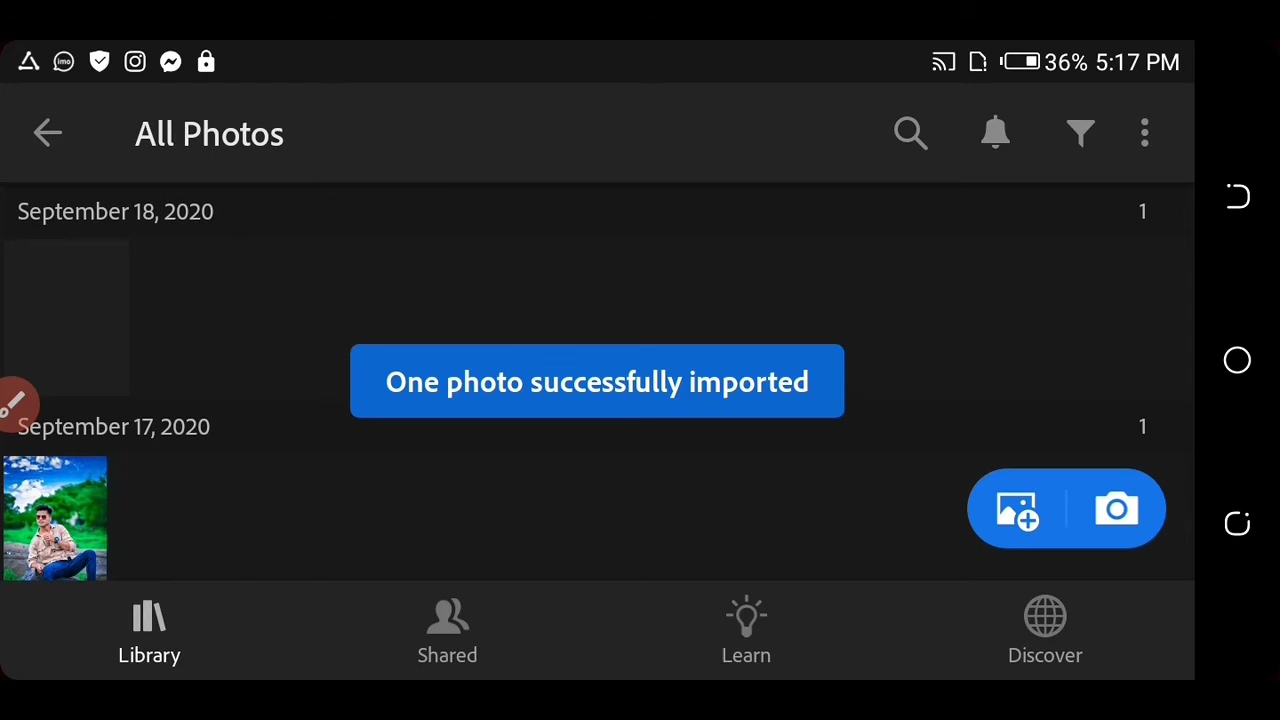 imo
36% 5:17 PM
All Photos
September 18, 2020 1
One photo successfully imported
September 17, 2020 1
Library Shared Learn Discover